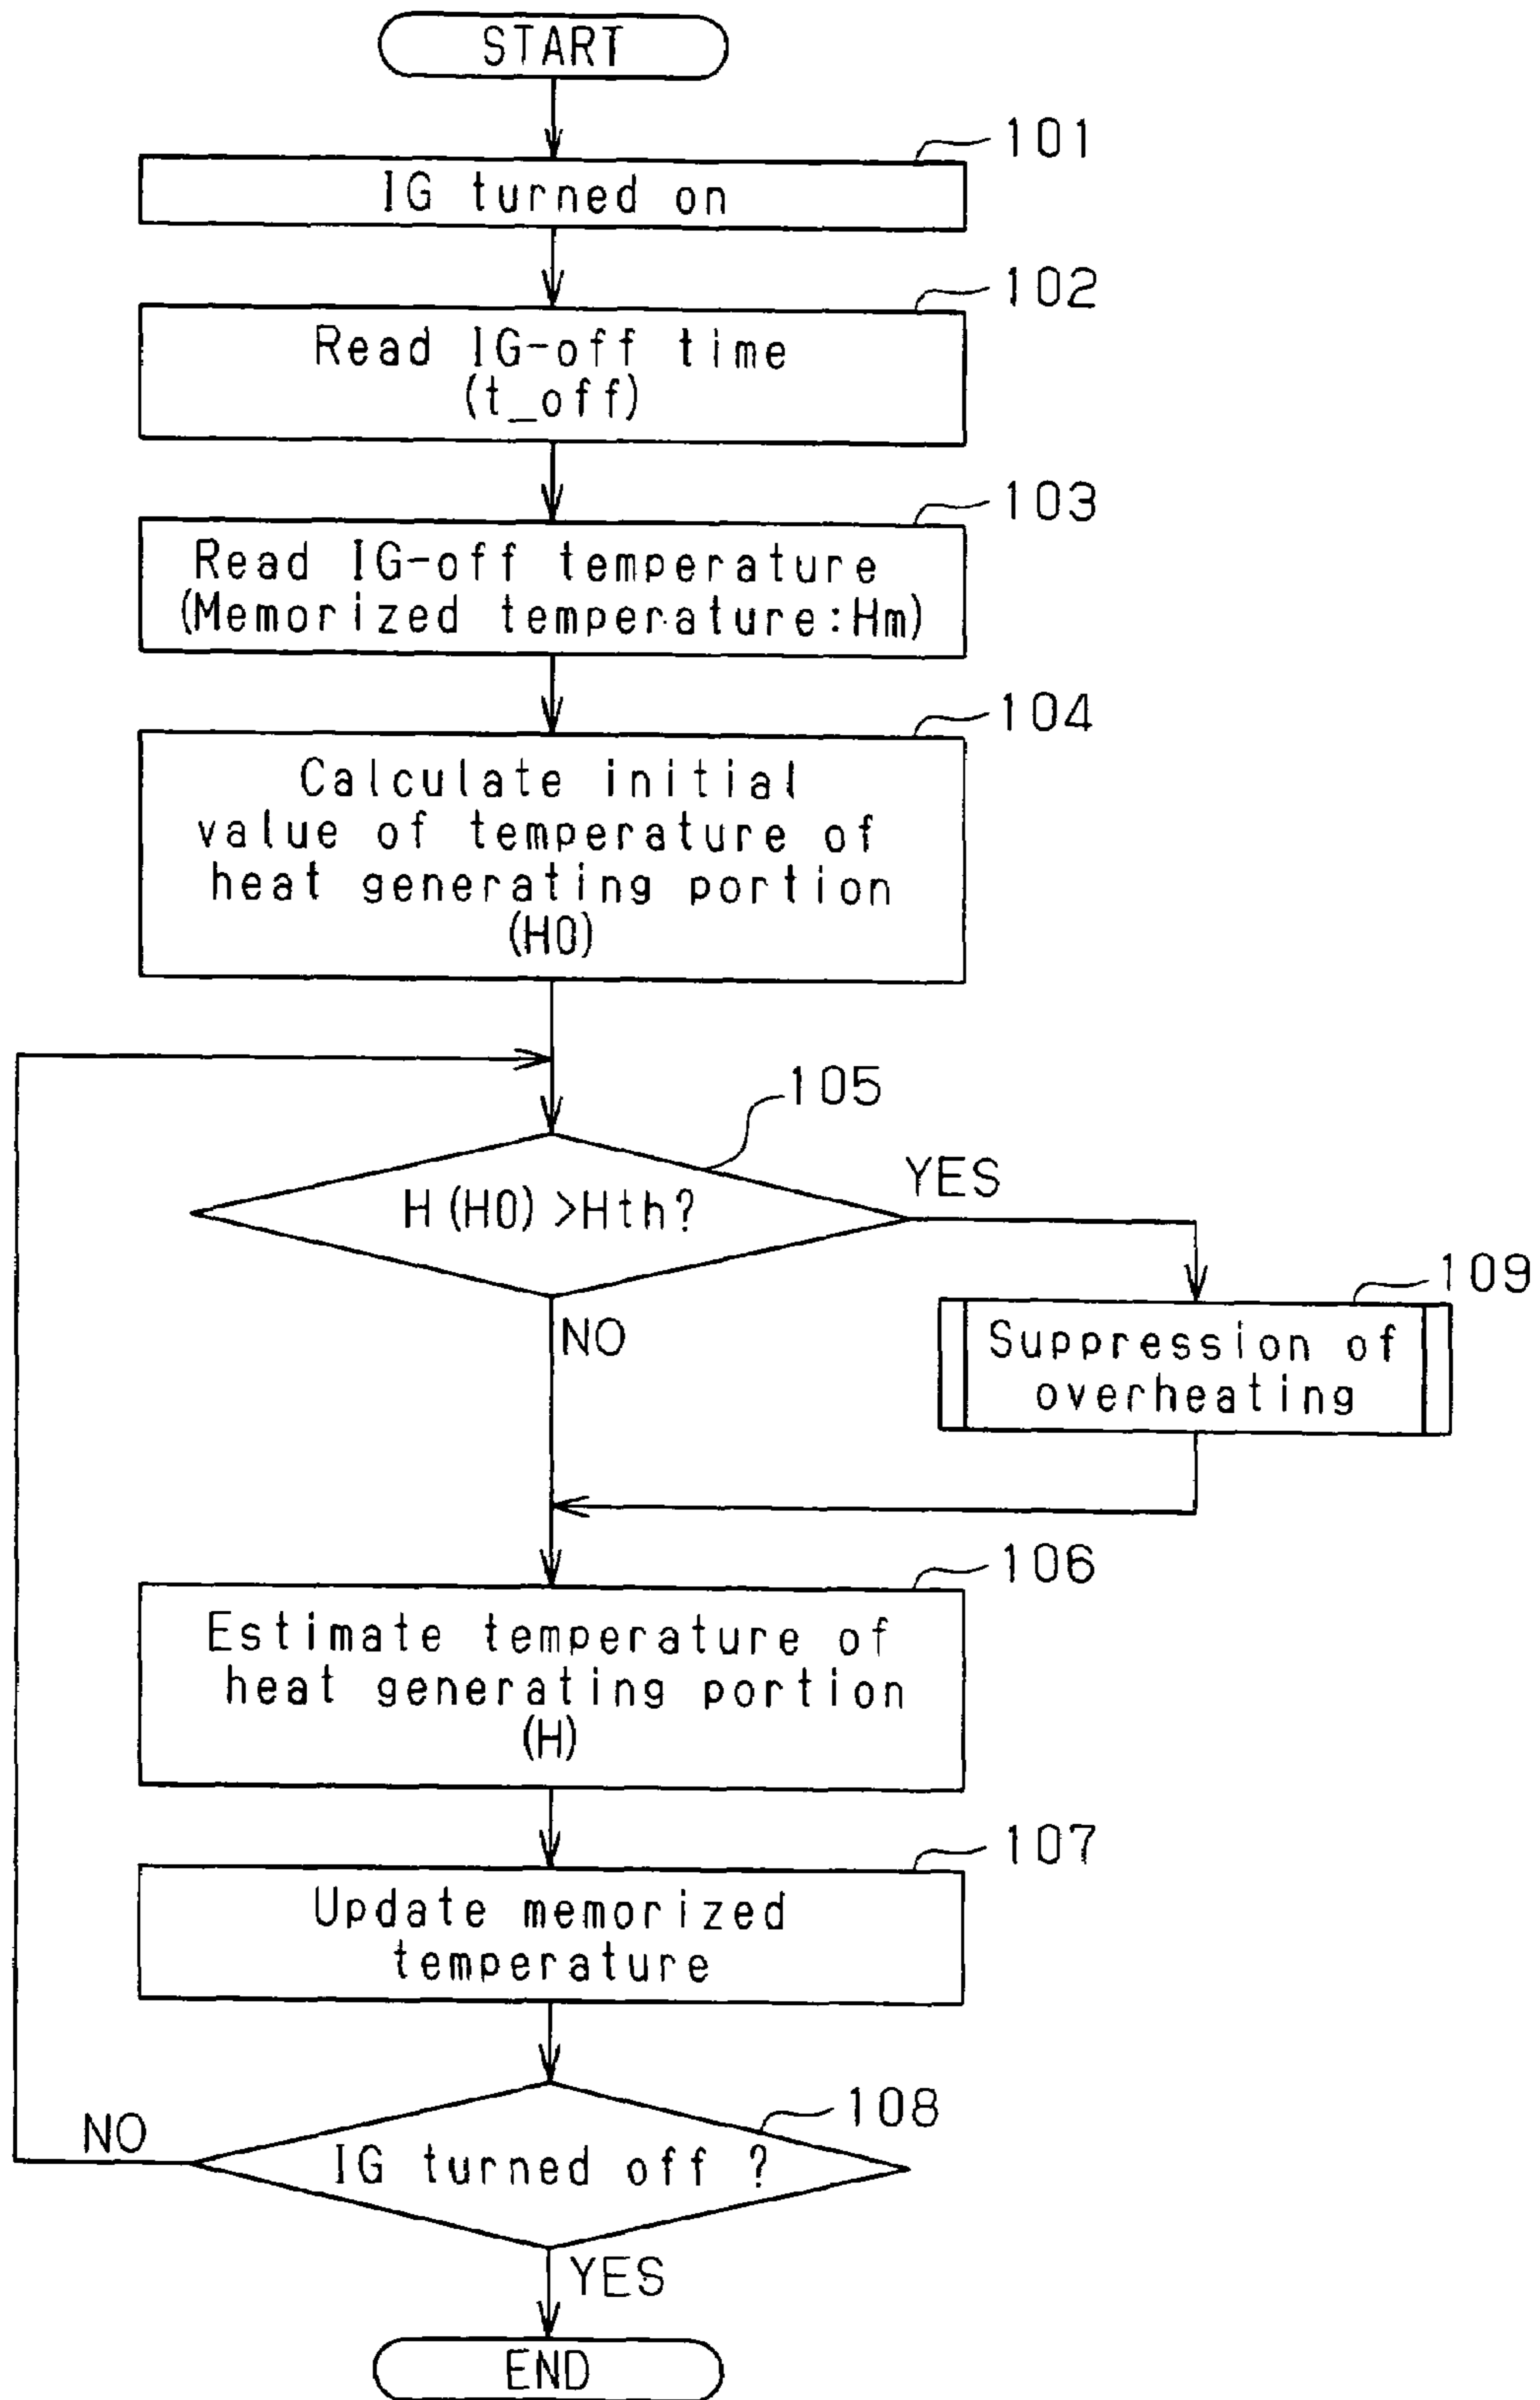 START
101
IG turned on
102
Read IG-off time
(t_off)
103
Read IG-off temperature
(Memorized temperature:Hm)
104
Calculate initial
value of temperature of
heat generating portion
(H0)
105
H(H0)>Hth?
YES
NO
109
Suppression of
overheating
106
Estimate temperature of
heat generating portion
(H)
107
Update memorized
temperature
108
IG turned off ?
NO
YES
END